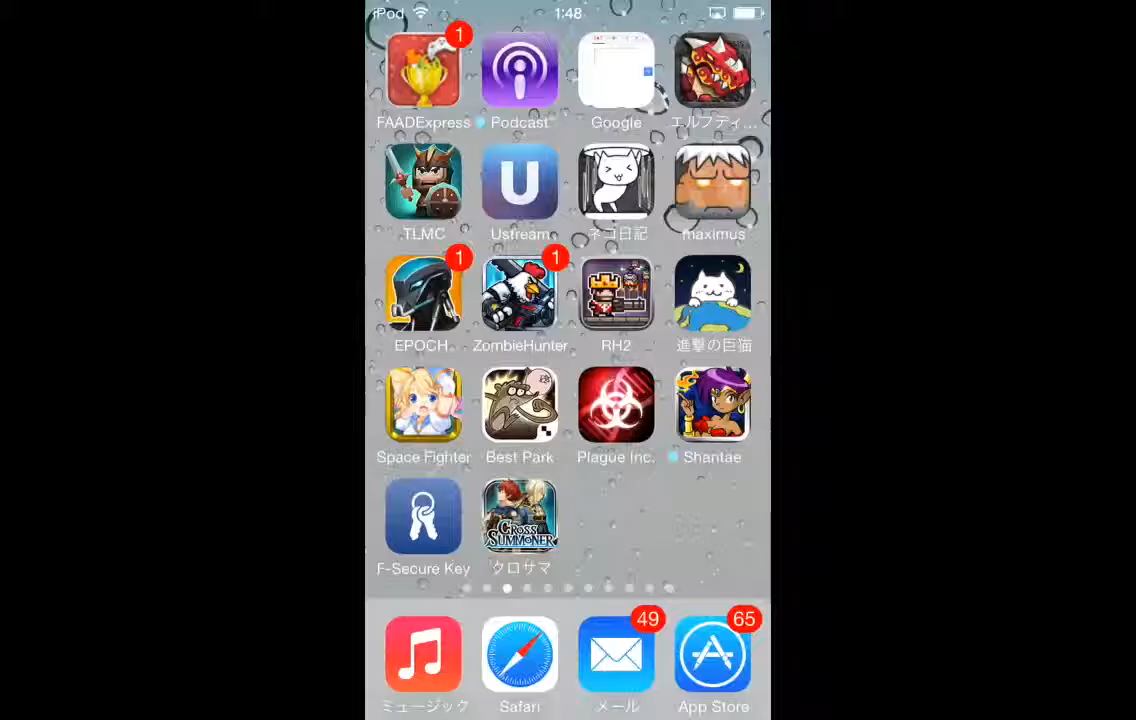 iPod 1:48
1
FAADExpress Podcast Google エルフディ...
U
TLMC Ustream ネコ日記 maximus
1 1
EPOCH ZombieHunter RH2 進撃の巨猫
Space Fighter Best Park Plague Inc. Shantae
CROSS SUMMONER
F-Secure Key クロサマ
49 65
ミュージック Safari メール App Store